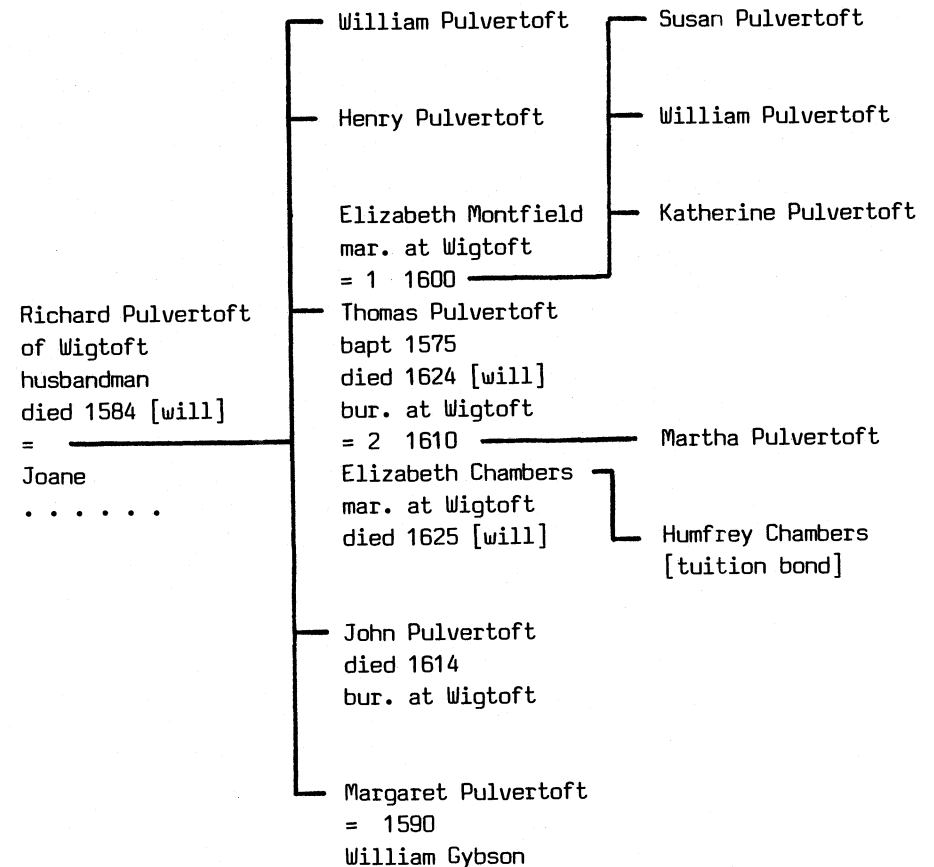 Richard Pulvertoft
of Wigtoft
husbandman
died 1584 [will]
=
Joane
. . . . . .
William Pulvertoft
Henry Pulvertoft
Elizabeth Montfield
mar. at Wigtoft
= 1 1600
Thomas Pulvertoft
bapt 1575
died 1624 [will]
bur. at Wigtoft
= 2 1610
Elizabeth Chambers
mar. at Wigtoft
died 1625 [will]
John Pulvertoft
died 1614
bur. at Wigtoft
Margaret Pulvertoft
= 1590
William Gybson
Susan Pulvertoft
William Pulvertoft
Katherine Pulvertoft
Martha Pulvertoft
Humfrey Chambers
[tuition bond]